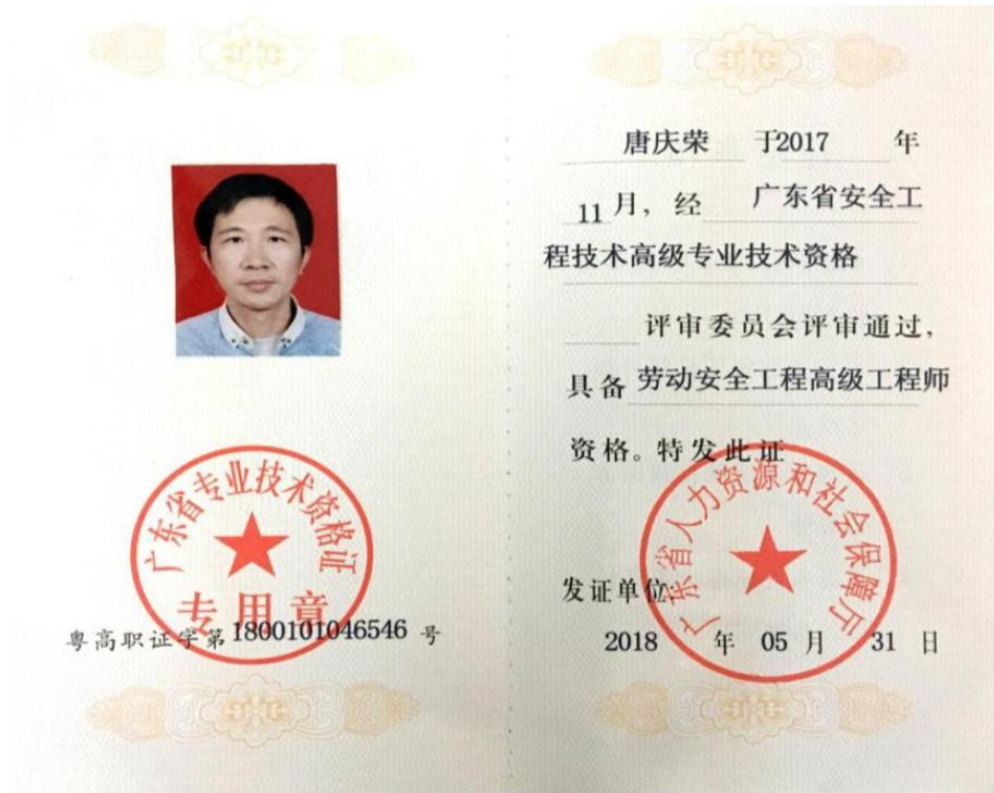 广东省专业技术资格证
专用章
粤高职证字第1800101046546号
唐庆荣 于2017 年
11月，经 广东省安全工
程技术高级专业技术资格
评审委员会评审通过，
具备 劳动安全工程高级工程师
资格。特发此证
广东省人力资源和社会保障厅
发证单位:
2018 年 05 月 31 日